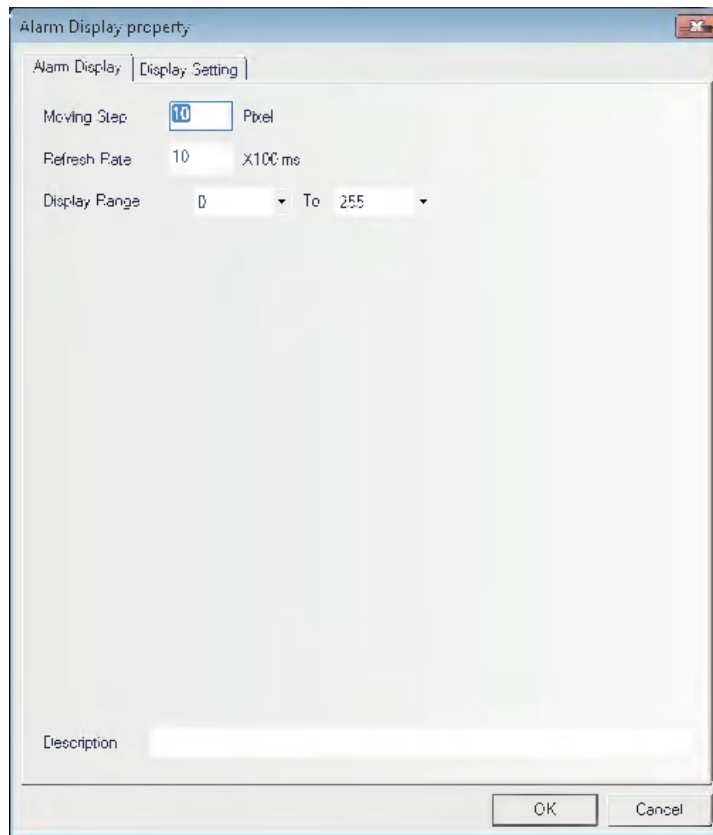 Alarm Display property
Alarm Display Display Setting
Moving Step 10 Pixel
Refresh Rate 10 X100 ms
Display Range 0 To 255
Description
OK Cancel